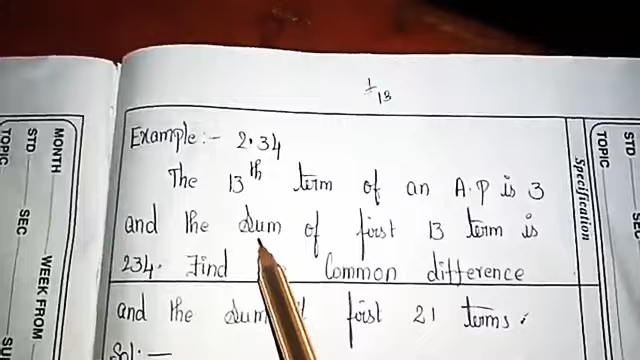 1/13
Example:- 2.34
The 13th term of an A.P is 3
and the Sum of first 13 term is
234. Find Common difference
and the Sum first 21 terms.
Sol:-
Specification
MONTH
STD SEC WEEK FROM
TOPIC
STD
TOPIC